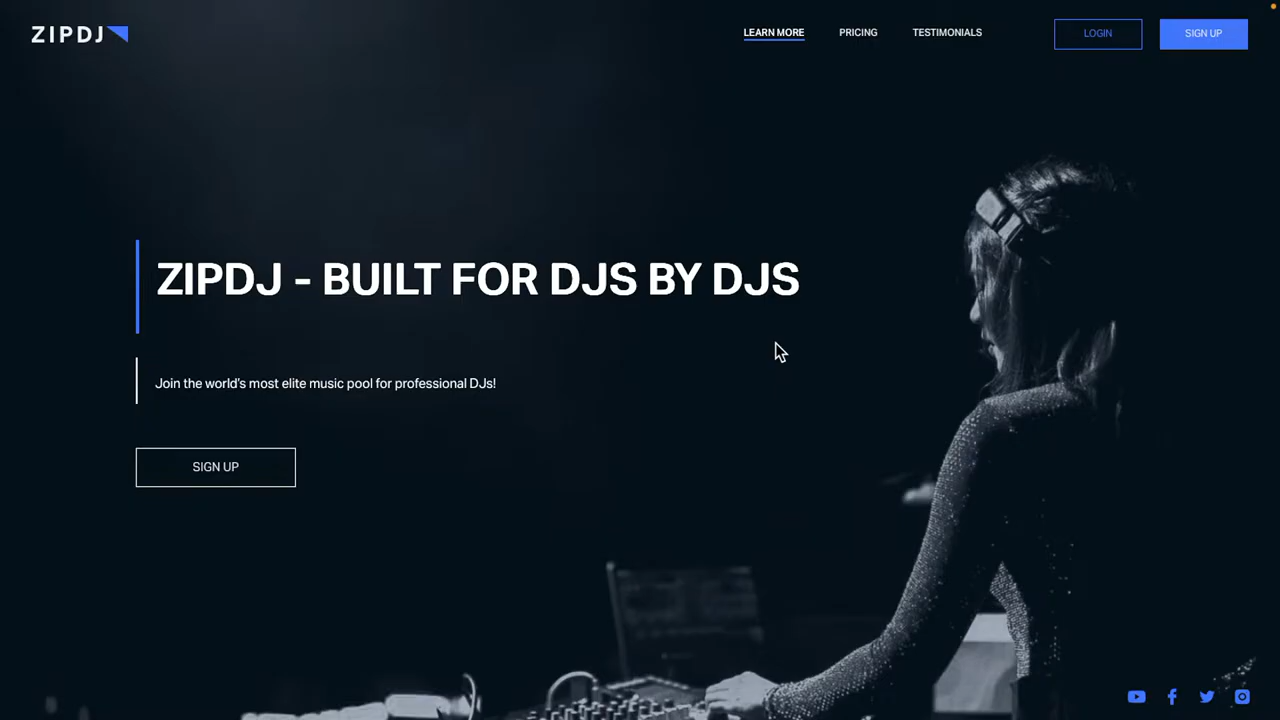 ZIPDJ
LEARN MORE
PRICING
TESTIMONIALS
LOGIN
SIGN UP
ZIPDJ - BUILT FOR DJS BY DJS
Join the world's most elite music pool for professional DJs!
SIGN UP